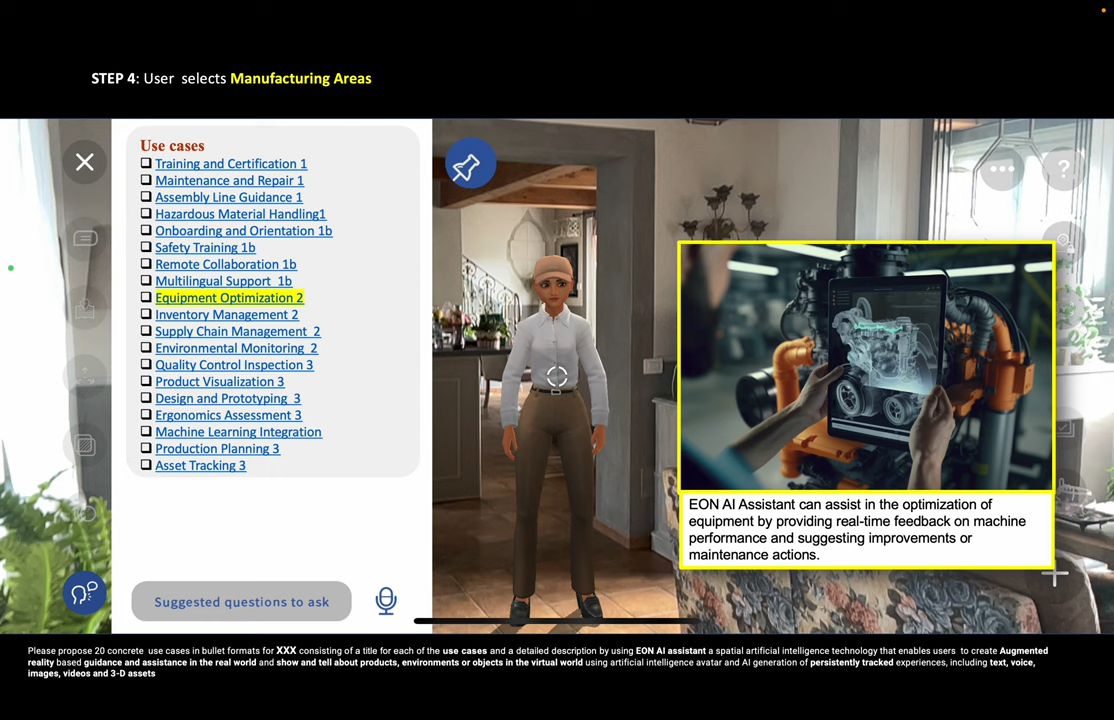 STEP 4: User selects Manufacturing Areas
Use cases
Training and Certification 1
Maintenance and Repair 1
Assembly Line Guidance 1
Hazardous Material Handling1
Onboarding and Orientation 1b
Safety Training 1b
Remote Collaboration 1b
Multilingual Support 1b
Equipment Optimization 2
Inventory Management 2
Supply Chain Management 2
Environmental Monitoring 2
Quality Control Inspection 3
Product Visualization 3
Design and Prototyping 3
Ergonomics Assessment 3
Machine Learning Integration
Production Planning 3
Asset Tracking 3
Suggested questions to ask
?
EON AI Assistant can assist in the optimization of
equipment by providing real-time feedback on machine
performance and suggesting improvements or
maintenance actions.
Please propose 20 concrete use cases in bullet formats for XXX consisting of a title for each of the use cases and a detailed description by using EON AI assistant a spatial artificial intelligence technology that enables users to create Augmented
reality based guidance and assistance in the real world and show and tell about products, environments or objects in the virtual world using artificial intelligence avatar and AI generation of persistently tracked experiences, including text, voice,
images, videos and 3-D assets